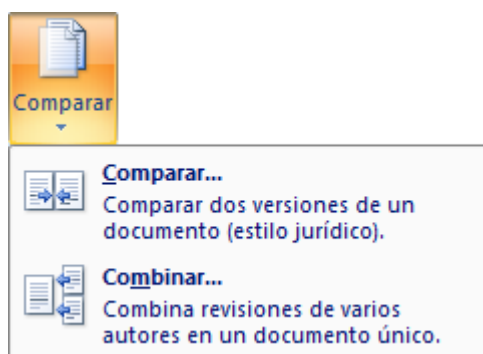 Comparar
Comparar...
Comparar dos versiones de un
documento (estilo jurídico).
Combinar...
Combina revisiones de varios
autores en un documento único.